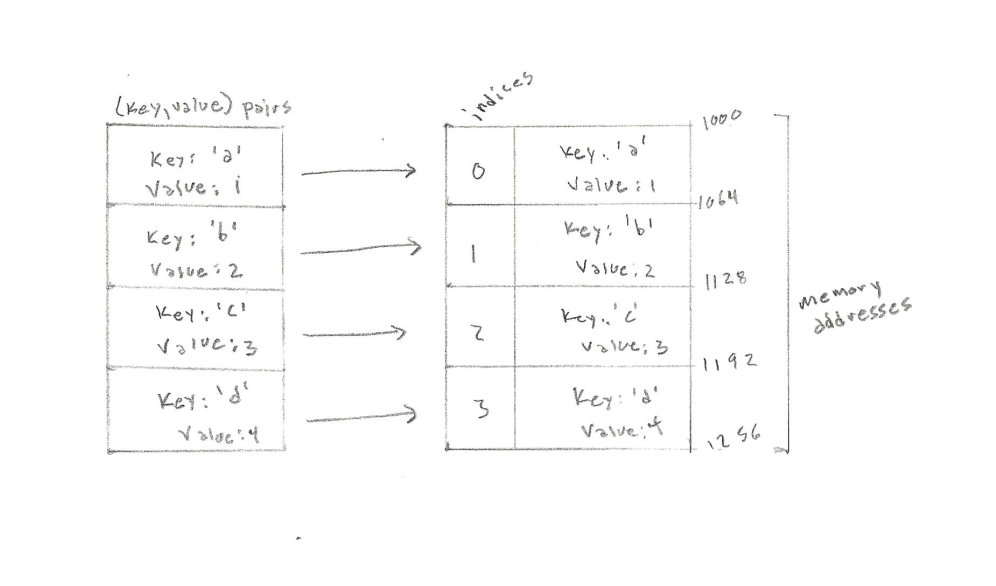 (key,value) pairs
Key: 'a'
Value: 1
Key: 'b'
Value: 2
Key: 'c'
Value: 3
Key: 'd'
Value: 4
indices
0
Key: 'a'
Value: 1
1
Key: 'b'
Value: 2
2
Key: 'c'
Value: 3
3
Key: 'd'
Value: 4
1000
1064
1128
1192
1256
memory
addresses